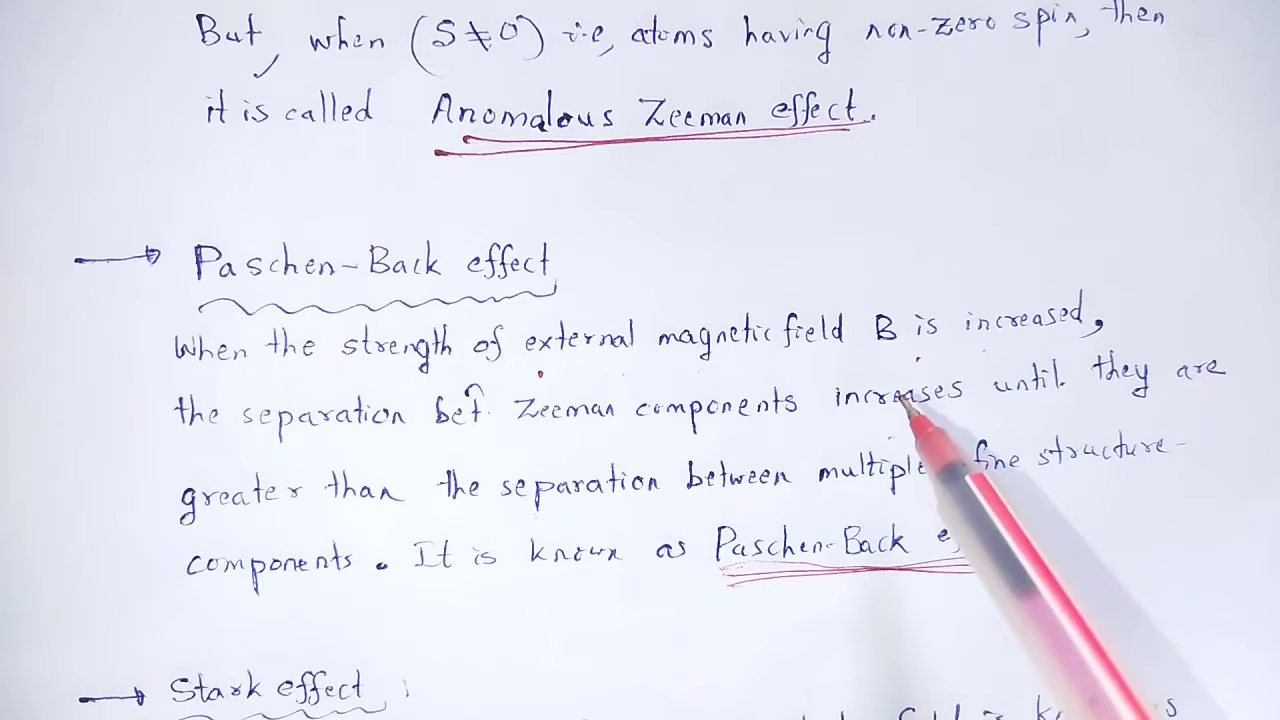 But, when (S≠0) i.e, atoms having non-zero spin, then
it is called Anomalous Zeeman effect.
Paschen-Back effect
When the strength of external magnetic field B is increased,
the separation betn Zeeman components increases until they are
greater than the separation between multiple fine structure-
components. It is known as Paschen-Back
Stark effect